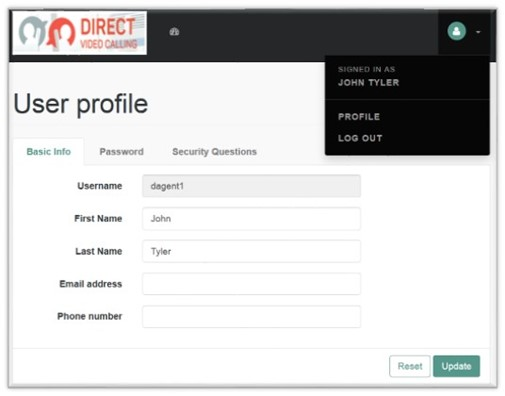 DIRECT
VIDEO CALLING
SIGNED IN AS
JOHN TYLER
PROFILE
LOG OUT
User profile
Basic Info Password Security Questions
Username dagent1
First Name John
Last Name Tyler
Email address
Phone number
Reset Update